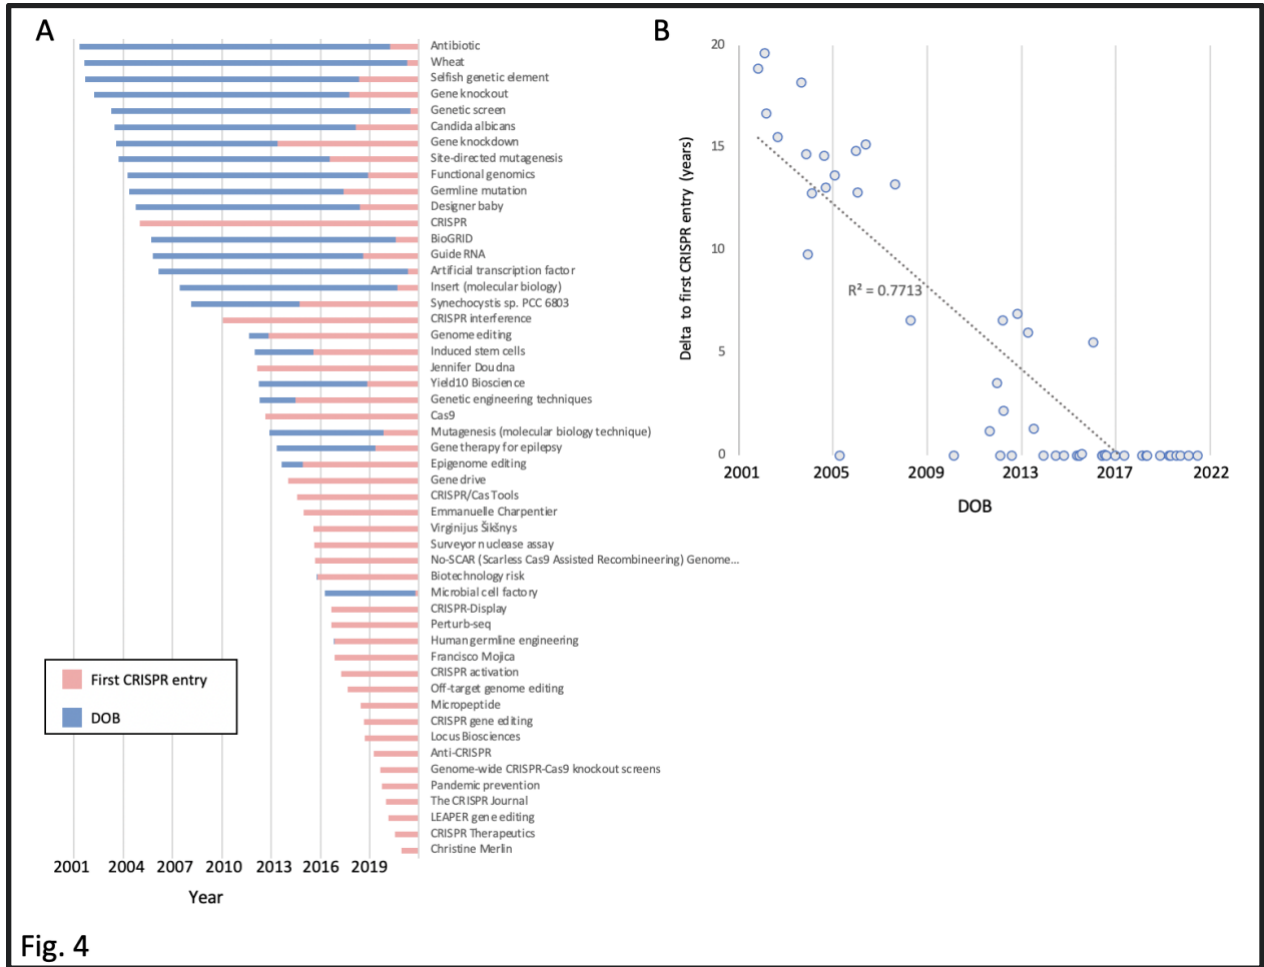 A
Antibiotic
Wheat
Selfish genetic element
Gene knockout
Genetic screen
Candida albicans
Gene knockdown
Site-directed mutagenesis
Functional genomics
Germline mutation
Designer baby
CRISPR
BioGRID
Guide RNA
Artificial transcription factor
Insert (molecular biology)
Synechocystis sp. PCC 6803
CRISPR interference
Genome editing
Induced stem cells
Jennifer Doudna
Yield10 Bioscience
Genetic engineering techniques
Cas9
Mutagenesis (molecular biology technique)
Gene therapy for epilepsy
Epigenome editing
Gene drive
CRISPR/Cas Tools
Emmanuelle Charpentier
Virginijus Šikšnys
Surveyor nuclease assay
No-SCAR (Scarless Cas9 Assisted Recombineering) Genome...
Biotechnology risk
Microbial cell factory
CRISPR-Display
Perturb-seq
Human germline engineering
Francisco Mojica
CRISPR activation
Off-target genome editing
Micropeptide
CRISPR gene editing
Locus Biosciences
Anti-CRISPR
Genome-wide CRISPR-Cas9 knockout screens
Pandemic prevention
The CRISPR Journal
LEAPER gene editing
CRISPR Therapeutics
Christine Merlin
First CRISPR entry
DOB
2001 2004 2007 2010 2013 2016 2019
Year
B
20
15
10
5
0
Delta to first CRISPR entry (years)
R² = 0.7713
2001 2005 2009 2013 2017 2022
DOB
Fig. 4